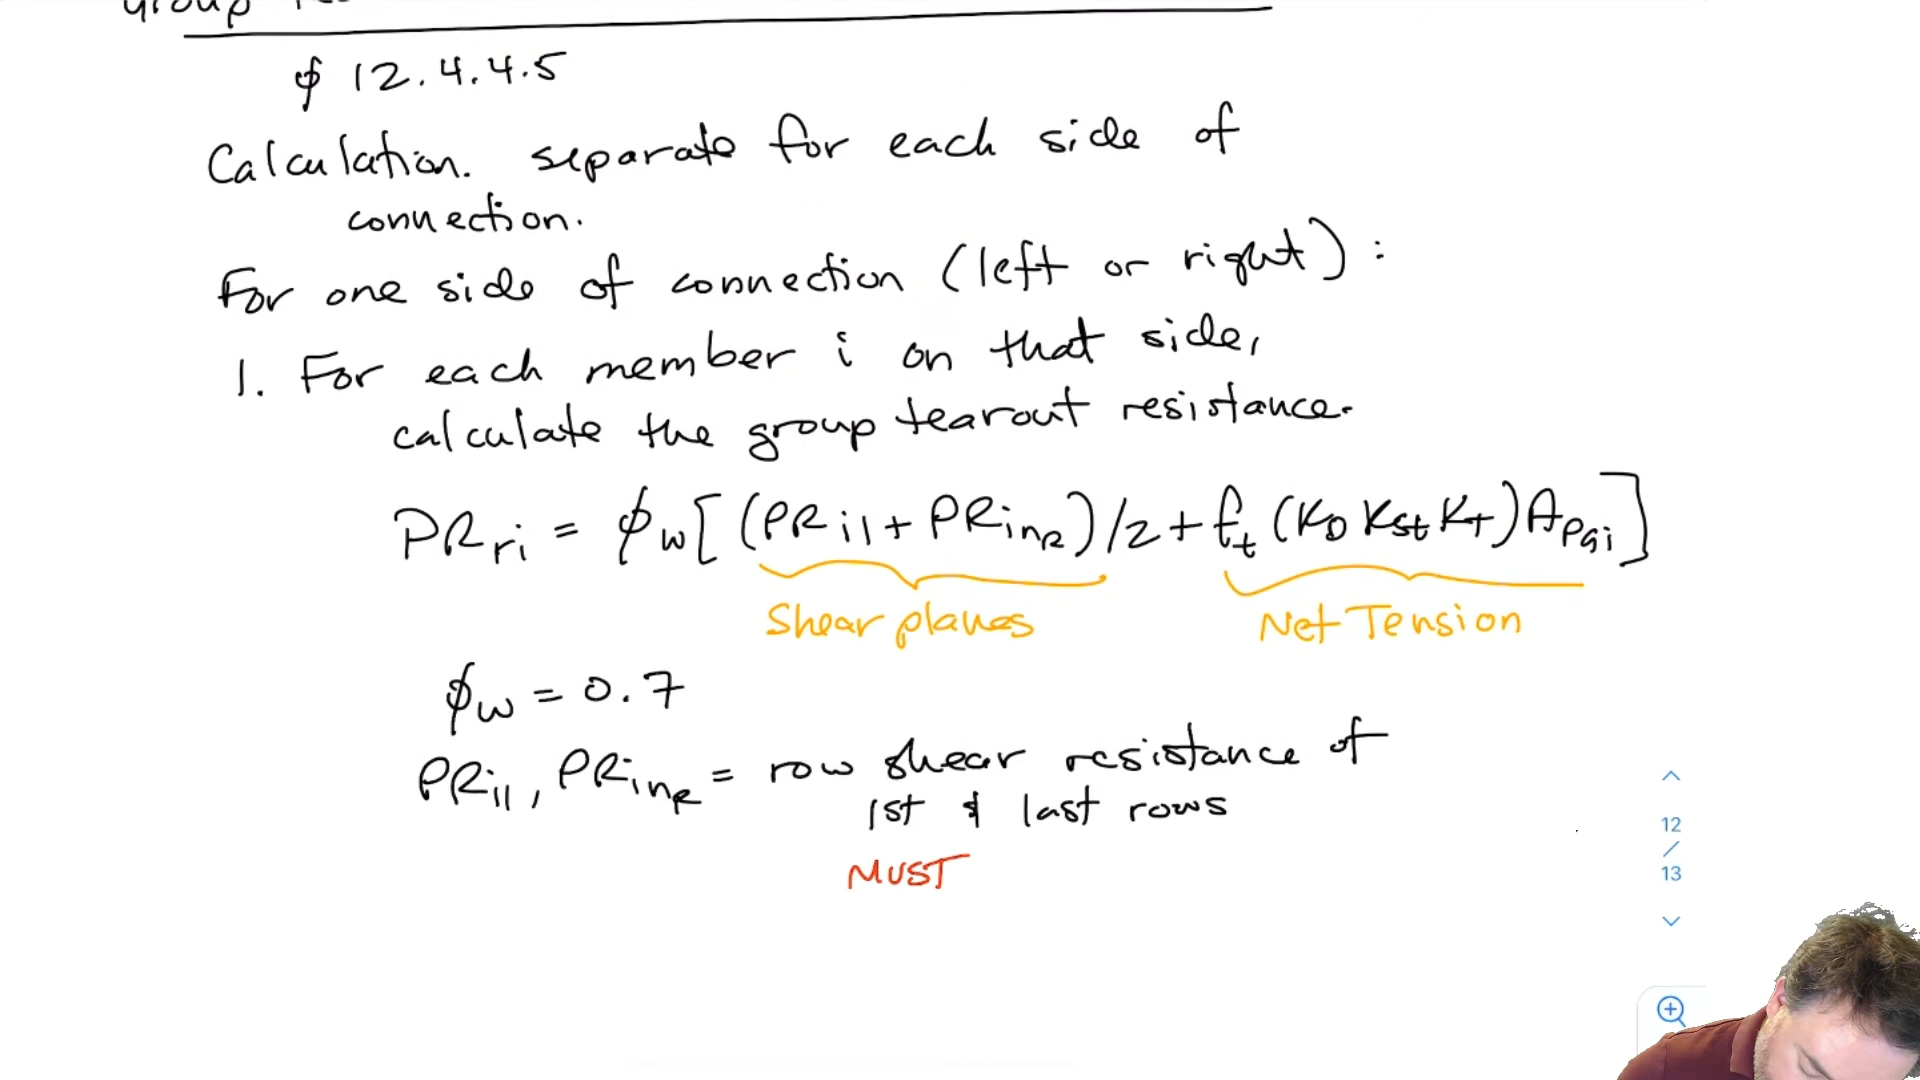 group
§ 12.4.4.5
Calculation. separate for each side of
connection.
For one side of connection (left or right):
1. For each member i on that side,
calculate the group tearout resistance.
PRri = ϕw[(PRi1 + PRinR)/2 + ft (KD KSt KT) APGi]
Shear planes
Net Tension
ϕw = 0.7
PRi1, PRinR = row shear resistance of
1st & last rows
MUST
12
/
13